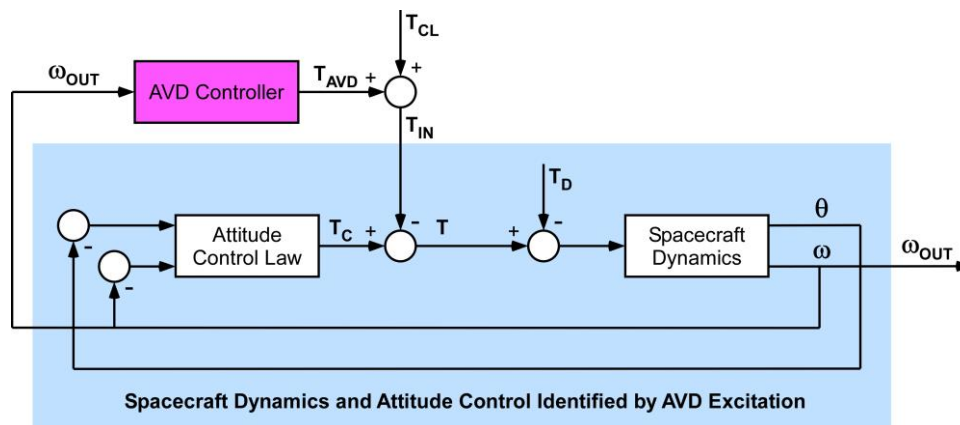 T_CL
ω_OUT
AVD Controller
T_AVD
+
+
T_IN
T_D
-
-
θ
-
Attitude
Control Law
T_C
+
T
+
Spacecraft
Dynamics
ω
ω_OUT
-
Spacecraft Dynamics and Attitude Control Identified by AVD Excitation